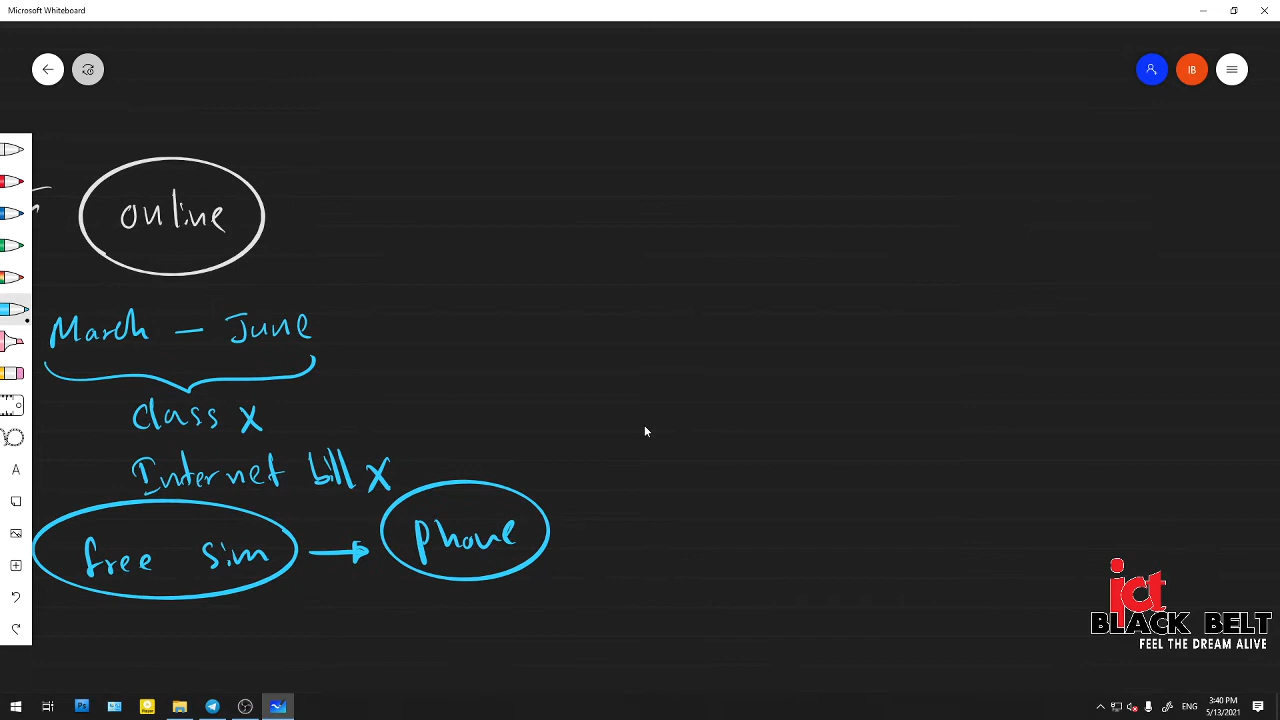 Microsoft Whiteboard
IB
online
March - June
class X
Internet bill X
free sim → phone
A
ict
BLACK BELT
FEEL THE DREAM ALIVE
Ps
ENG
3:40 PM
5/13/2021